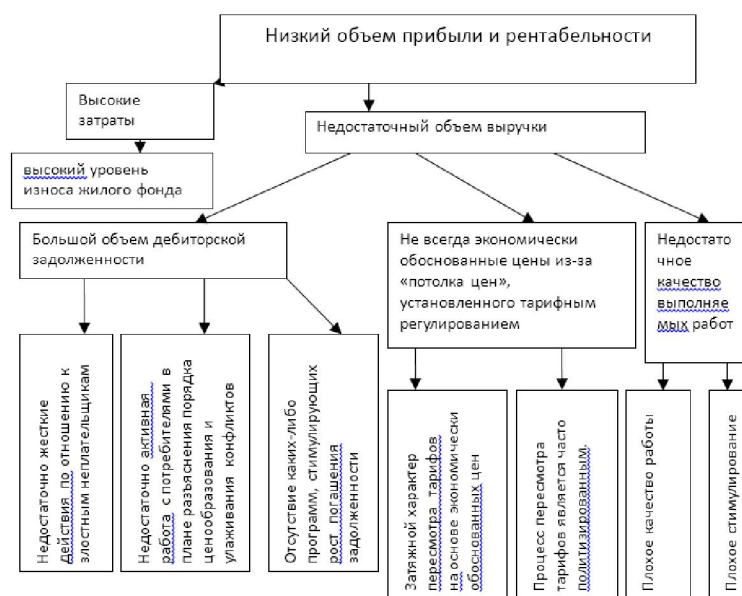 Низкий объем прибыли и рентабельности
Высокие
затраты
Недостаточный объем выручки
высокий уровень
износа жилого фонда
Большой объем дебиторской
задолженности
Не всегда экономически
обоснованные цены из-за
«потолка цен»,
установленного тарифным
регулированием
Недостато
чное
качество
выполняе
мых работ
Недостаточно жесткие
действия по отношению к
злостным неплательщикам
Недостаточно активная
работа с потребителями в
плане разъяснения порядка
ценообразования и
улаживания конфликтов
Отсутствие каких-либо
программ, стимулирующих
рост погашения
задолженности
Затяжной характер
пересмотра тарифов
на основе экономически
обоснованных цен
Процесс пересмотра
тарифов является часто
политизированным.
Плохое качество работы
Плохое стимулирование